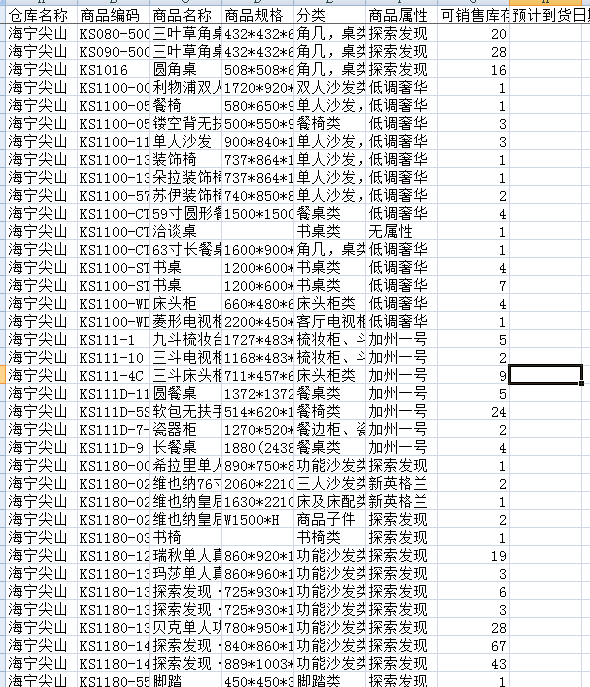 仓库名称 商品编码 商品名称 商品规格 分类 商品属性 可销售库存 预计到货日期
海宁尖山 KS080-500 三叶草角桌 432*432*6 角几，桌类 探索发现 20
海宁尖山 KS090-500 三叶草角桌 432*432*6 角几，桌类 探索发现 28
海宁尖山 KS1016 圆角桌 508*508*6 角几，桌类 探索发现 16
海宁尖山 KS1100-00 利物浦双人 1720*920* 双人沙发类 低调奢华 1
海宁尖山 KS1100-05 餐椅 580*650*9 单人沙发， 低调奢华 1
海宁尖山 KS1100-05 镂空背无扶 500*550*9 餐椅类 低调奢华 3
海宁尖山 KS1100-11 单人沙发 900*840*1 单人沙发， 低调奢华 3
海宁尖山 KS1100-13 装饰椅 737*864*1 单人沙发， 低调奢华 1
海宁尖山 KS1100-13 朵拉装饰椅 737*864*1 单人沙发， 低调奢华 1
海宁尖山 KS1100-57 苏伊装饰椅 740*850*8 单人沙发， 低调奢华 2
海宁尖山 KS1100-CT 59寸圆形餐 1500*1500 餐桌类 低调奢华 4
海宁尖山 KS1100-CT 洽谈桌 书桌类 无属性 1
海宁尖山 KS1100-CT 63寸长餐桌 1600*900* 角几，桌类 低调奢华 1
海宁尖山 KS1100-ST 书桌 1200*600* 书桌类 低调奢华 4
海宁尖山 KS1100-ST 书桌 1200*600* 书桌类 低调奢华 7
海宁尖山 KS1100-WD 床头柜 660*480*6 床头柜类 低调奢华 4
海宁尖山 KS1100-WD 菱形电视柜 2200*450* 客厅电视柜 低调奢华 1
海宁尖山 KS111-1 九斗梳妆台 1727*483* 梳妆柜、斗 加州一号 5
海宁尖山 KS111-10 三斗电视柜 1168*483* 梳妆柜、斗 加州一号 2
海宁尖山 KS111-4C 三斗床头柜 711*457*6 床头柜类 加州一号 9
海宁尖山 KS111D-11 圆餐桌 1372*1372 餐桌类 加州一号 5
海宁尖山 KS111D-5S 软包无扶手 514*620*1 餐椅类 加州一号 24
海宁尖山 KS111D-7- 瓷器柜 1270*520* 餐边柜、瓷 加州一号 2
海宁尖山 KS111D-9 长餐桌 1880(2438 餐桌类 加州一号 4
海宁尖山 KS1180-00 希拉里单人 890*750*8 功能沙发类 探索发现 1
海宁尖山 KS1180-02 维也纳76寸 2060*2210 三人沙发类 新英格兰 2
海宁尖山 KS1180-02 维也纳皇后 1630*2210 床及床配类 探索发现 1
海宁尖山 KS1180-02 维也纳皇后 W1500*H 商品子件 探索发现 2
海宁尖山 KS1180-03 书椅 书椅类 探索发现 1
海宁尖山 KS1180-12 瑞秋单人真 860*920*1 功能沙发类 探索发现 19
海宁尖山 KS1180-13 玛莎单人真 860*960*1 功能沙发类 探索发现 3
海宁尖山 KS1180-13 探索发现· 725*930*1 功能沙发类 探索发现 6
海宁尖山 KS1180-13 探索发现· 725*930*1 功能沙发类 探索发现 3
海宁尖山 KS1180-13 贝克单人功 780*950*1 功能沙发类 探索发现 28
海宁尖山 KS1180-14 探索发现· 840*860*1 功能沙发类 探索发现 67
海宁尖山 KS1180-14 探索发现· 889*1003* 功能沙发类 探索发现 43
海宁尖山 KS1180-55 脚踏 450*450*3 脚踏类 探索发现 1